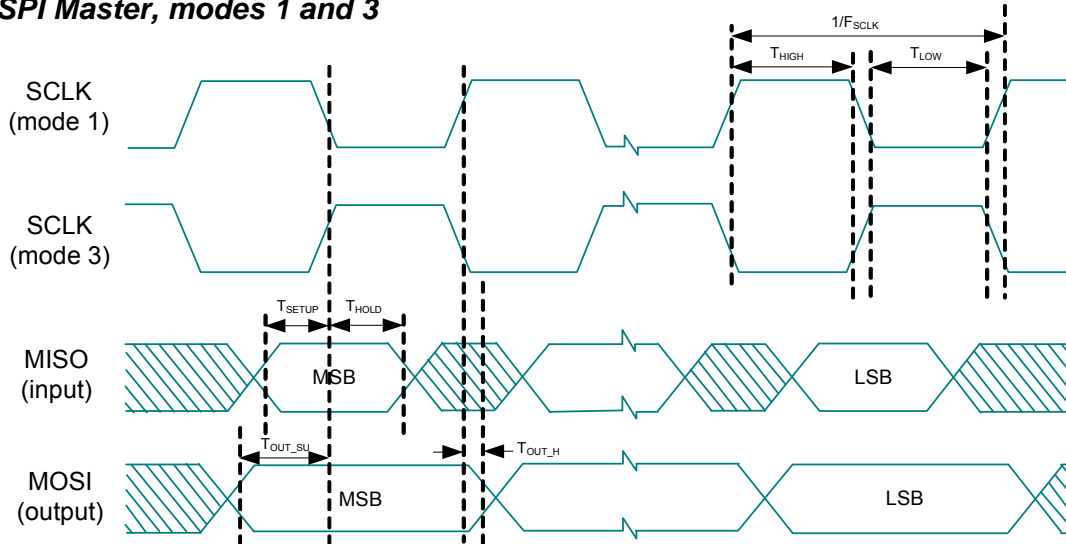 SPI Master, modes 1 and 3
1/FSCLK
THIGH
TLOW
SCLK
(mode 1)
SCLK
(mode 3)
TSETUP
THOLD
MISO
(input)
MSB
LSB
TOUT_SU
TOUT_H
MOSI
(output)
MSB
LSB